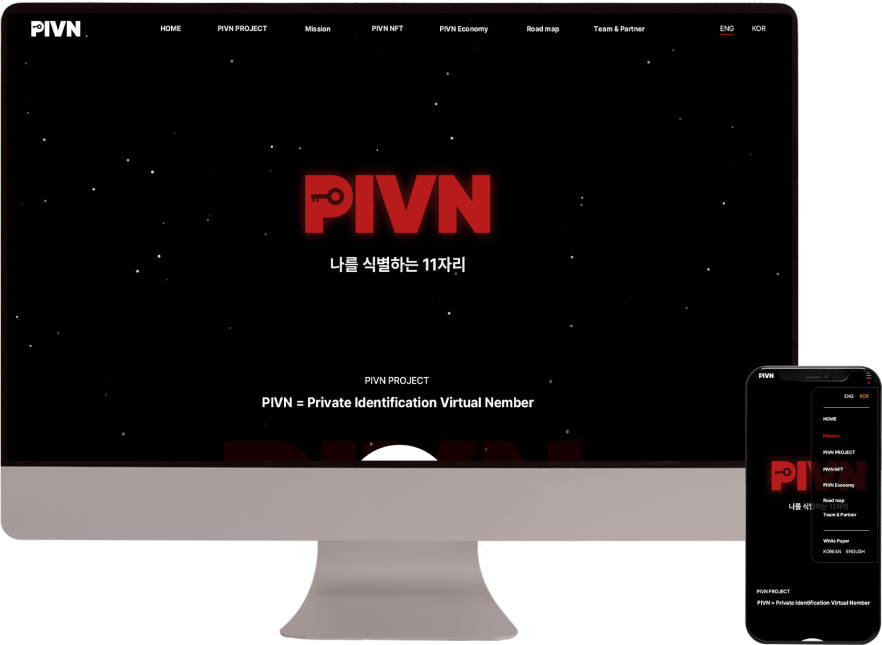 PIVN HOME PIVN PROJECT Mission PIVN NFT PIVN Economy Road map Team & Partner ENG KOR
PIVN
나를 식별하는 11자리
PIVN PROJECT
PIVN = Private Identification Virtual Nember
PIVN
PIVN
ENG KOR
HOME
Mission
PIVN PROJECT
PIVN NFT
PIVN Economy
Road map
Team & Partner
White Paper
KOREAN ENGLISH
PIVN
나를 식별하는 11자리
PIVN PROJECT
PIVN = Private Identification Virtual Nember